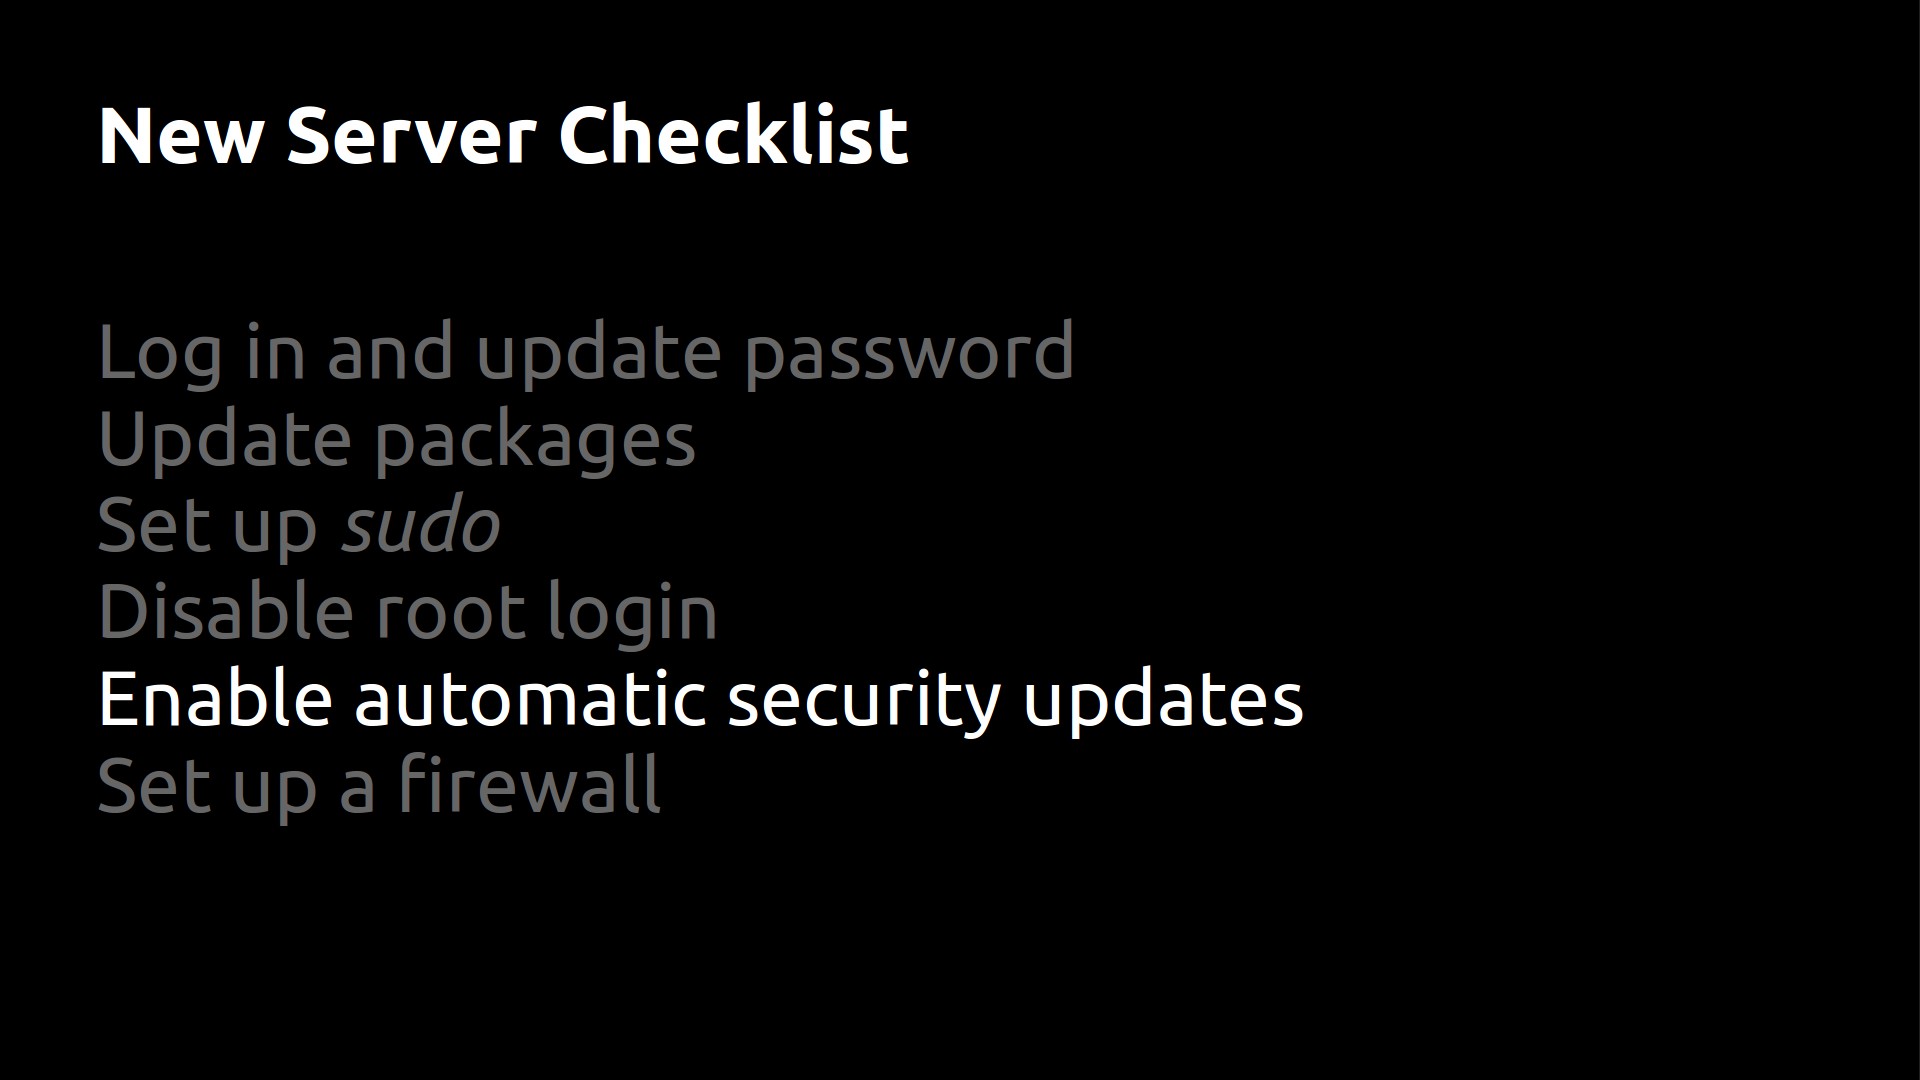 New Server Checklist
Log in and update password
Update packages
Set up sudo
Disable root login
Enable automatic security updates
Set up a firewall